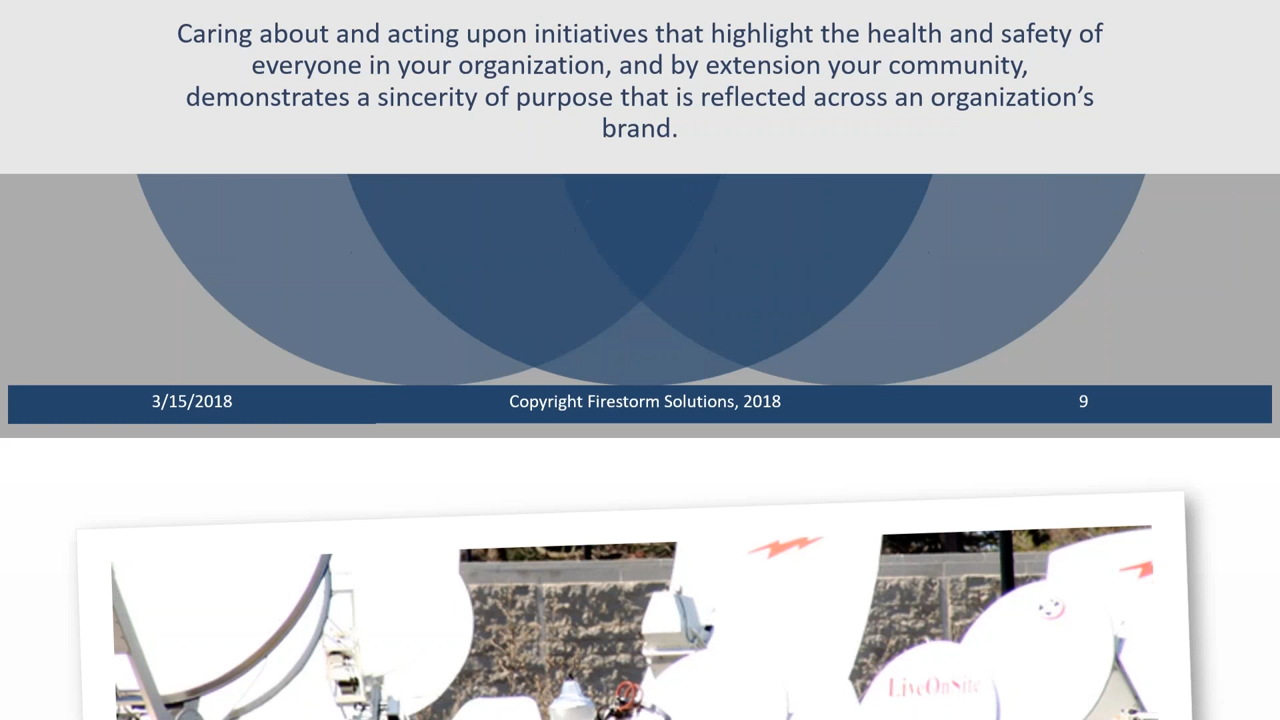 Caring about and acting upon initiatives that highlight the health and safety of
everyone in your organization, and by extension your community,
demonstrates a sincerity of purpose that is reflected across an organization’s
brand.
3/15/2018 Copyright Firestorm Solutions, 2018 9
LiveOnSite